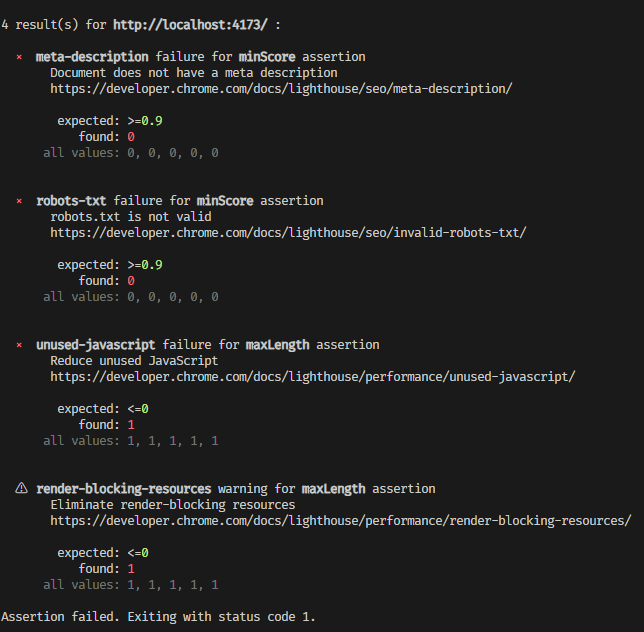 4 result(s) for http://localhost:4173/ :
× meta-description failure for minScore assertion
Document does not have a meta description
https://developer.chrome.com/docs/lighthouse/seo/meta-description/
expected: >=0.9
found: 0
all values: 0, 0, 0, 0, 0
× robots-txt failure for minScore assertion
robots.txt is not valid
https://developer.chrome.com/docs/lighthouse/seo/invalid-robots-txt/
expected: >=0.9
found: 0
all values: 0, 0, 0, 0, 0
× unused-javascript failure for maxLength assertion
Reduce unused JavaScript
https://developer.chrome.com/docs/lighthouse/performance/unused-javascript/
expected: <=0
found: 1
all values: 1, 1, 1, 1, 1
⚠ render-blocking-resources warning for maxLength assertion
Eliminate render-blocking resources
https://developer.chrome.com/docs/lighthouse/performance/render-blocking-resources/
expected: <=0
found: 1
all values: 1, 1, 1, 1, 1
Assertion failed. Exiting with status code 1.